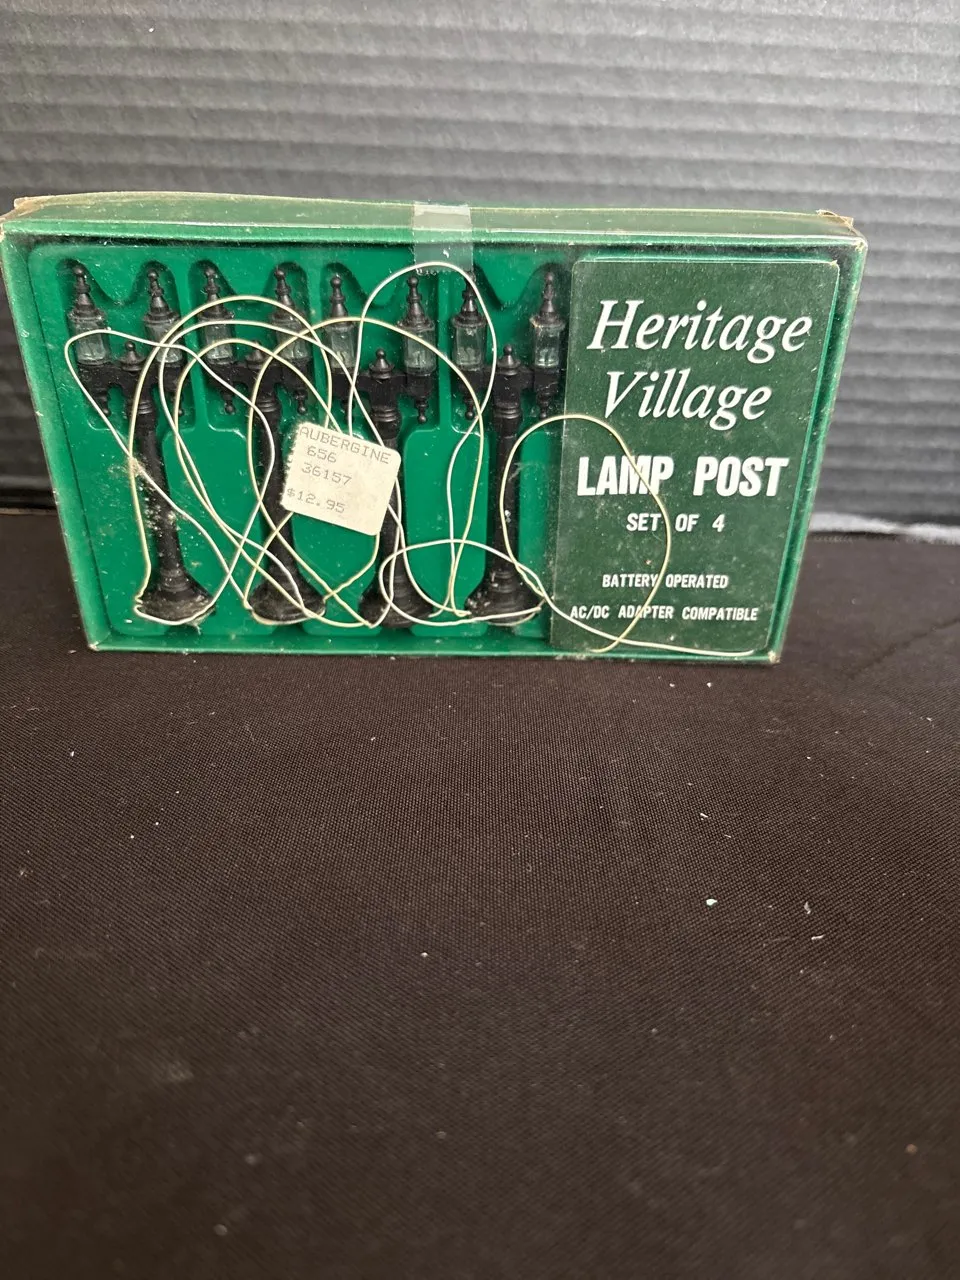 AUBERGINE
656
36157
$12.95
Heritage
Village
LAMP POST
SET OF 4
BATTERY OPERATED
AC/DC ADAPTER COMPATIBLE